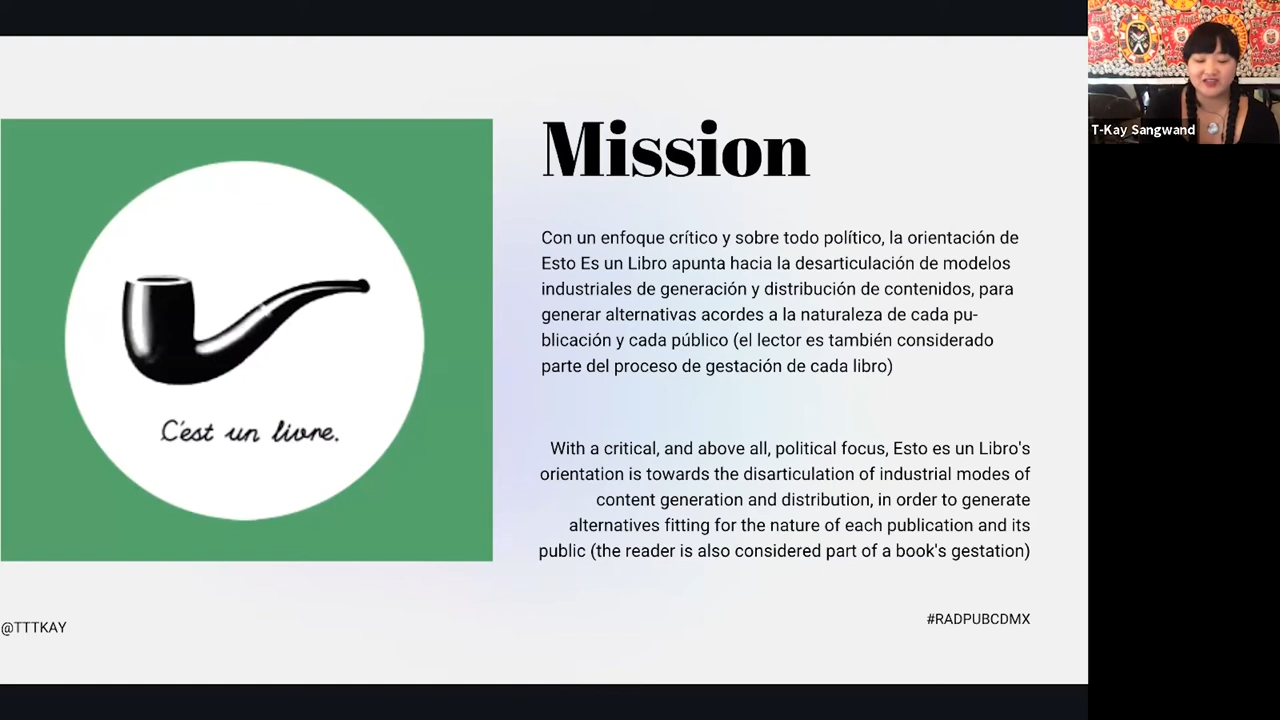 Mission
C'est un livre.
Con un enfoque crítico y sobre todo político, la orientación de
Esto Es un Libro apunta hacia la desarticulación de modelos
industriales de generación y distribución de contenidos, para
generar alternativas acordes a la naturaleza de cada pu-
blicación y cada público (el lector es también considerado
parte del proceso de gestación de cada libro)
With a critical, and above all, political focus, Esto es un Libro's
orientation is towards the disarticulation of industrial modes of
content generation and distribution, in order to generate
alternatives fitting for the nature of each publication and its
public (the reader is also considered part of a book's gestation)
@TTTKAY
#RADPUBCDMX
T-Kay Sangwand